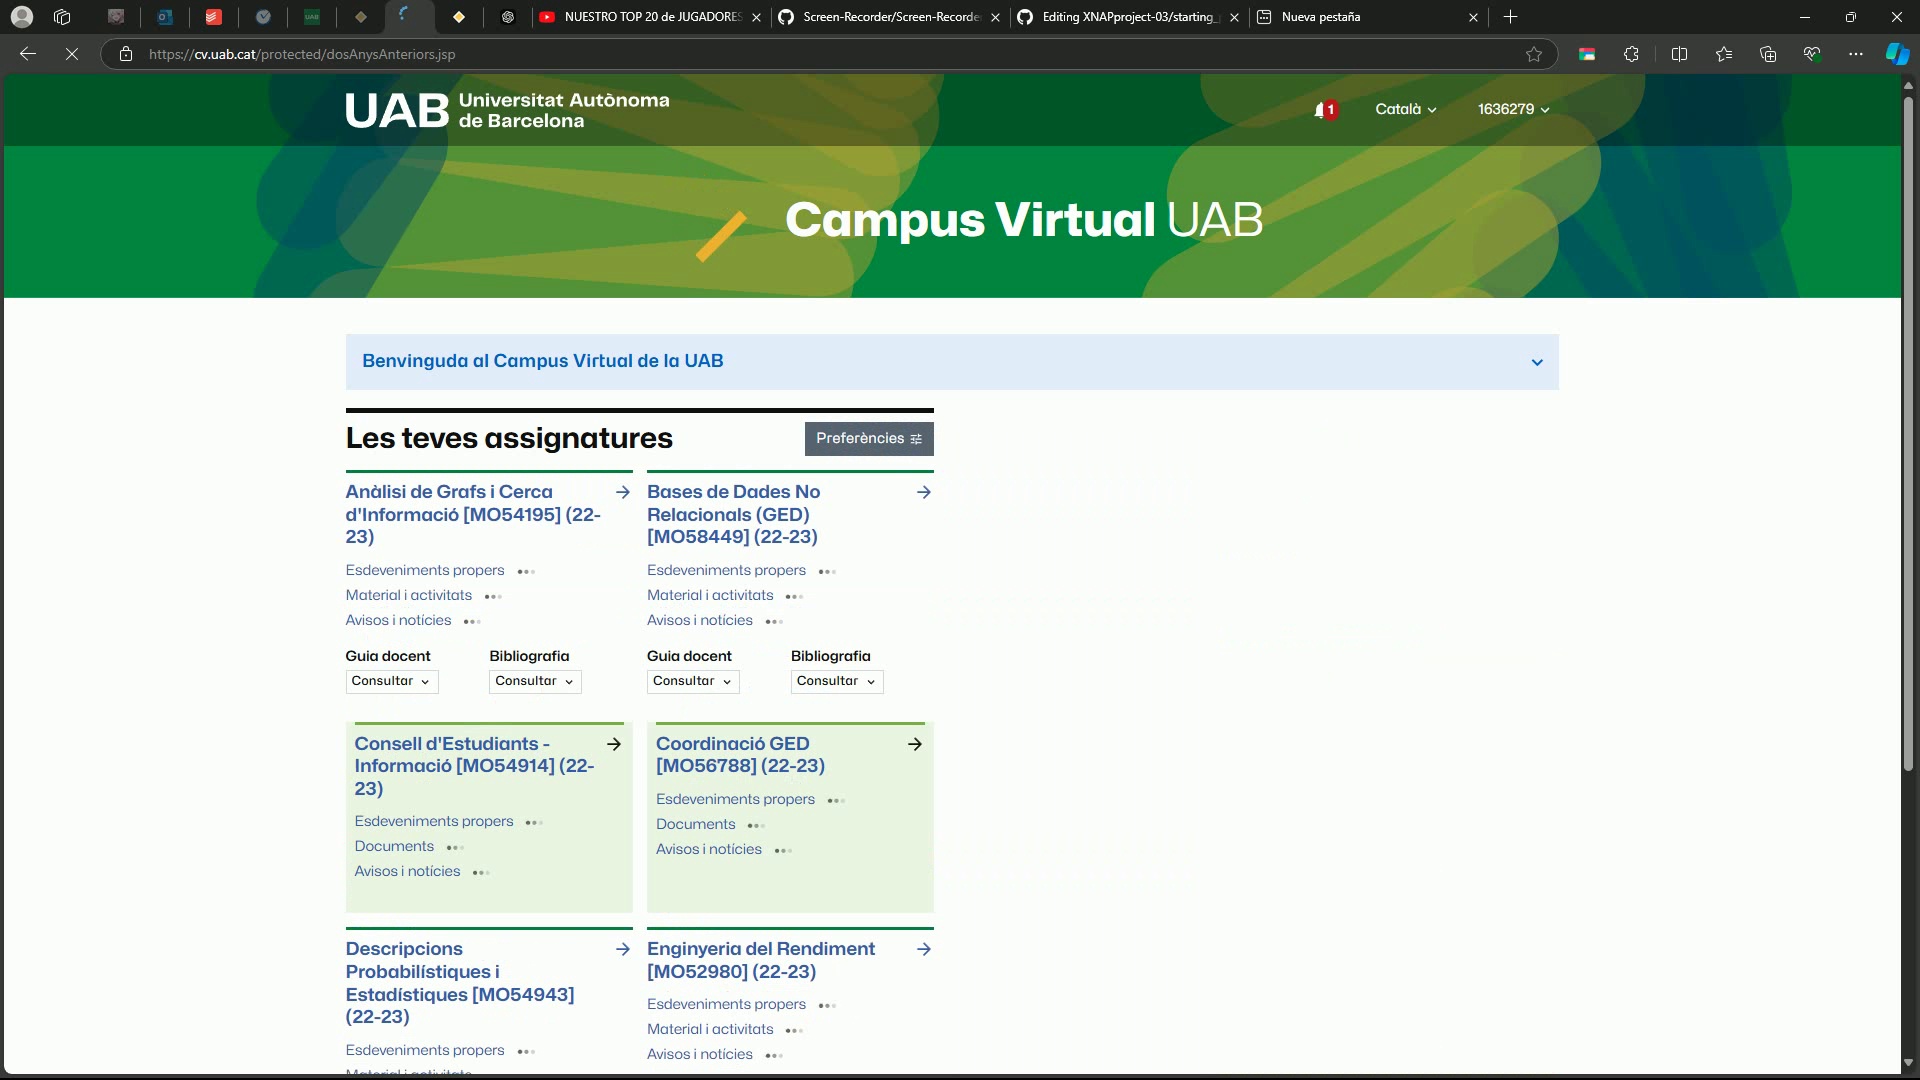 NUESTRO TOP 20 de JUGADORES
Screen-Recorder/Screen-Recorde
Editing XNAPproject-03/starting_
Nueva pestaña
https://cv.uab.cat/protected/dosAnysAnteriors.jsp
UAB Universitat Autònoma
de Barcelona
1
Català
1636279
Campus Virtual UAB
Benvinguda al Campus Virtual de la UAB
Les teves assignatures
Preferències
Anàlisi de Grafs i Cerca
d'Informació [MO54195] (22-
23)
Esdeveniments propers
Material i activitats
Avisos i notícies
Guia docent
Bibliografia
Consultar
Consultar
Bases de Dades No
Relacionals (GED)
[MO58449] (22-23)
Esdeveniments propers
Material i activitats
Avisos i notícies
Guia docent
Bibliografia
Consultar
Consultar
Consell d'Estudiants -
Informació [MO54914] (22-
23)
Esdeveniments propers
Documents
Avisos i notícies
Coordinació GED
[MO56788] (22-23)
Esdeveniments propers
Documents
Avisos i notícies
Descripcions
Probabilístiques i
Estadístiques [MO54943]
(22-23)
Esdeveniments propers
Material i activitats
Enginyeria del Rendiment
[MO52980] (22-23)
Esdeveniments propers
Material i activitats
Avisos i notícies